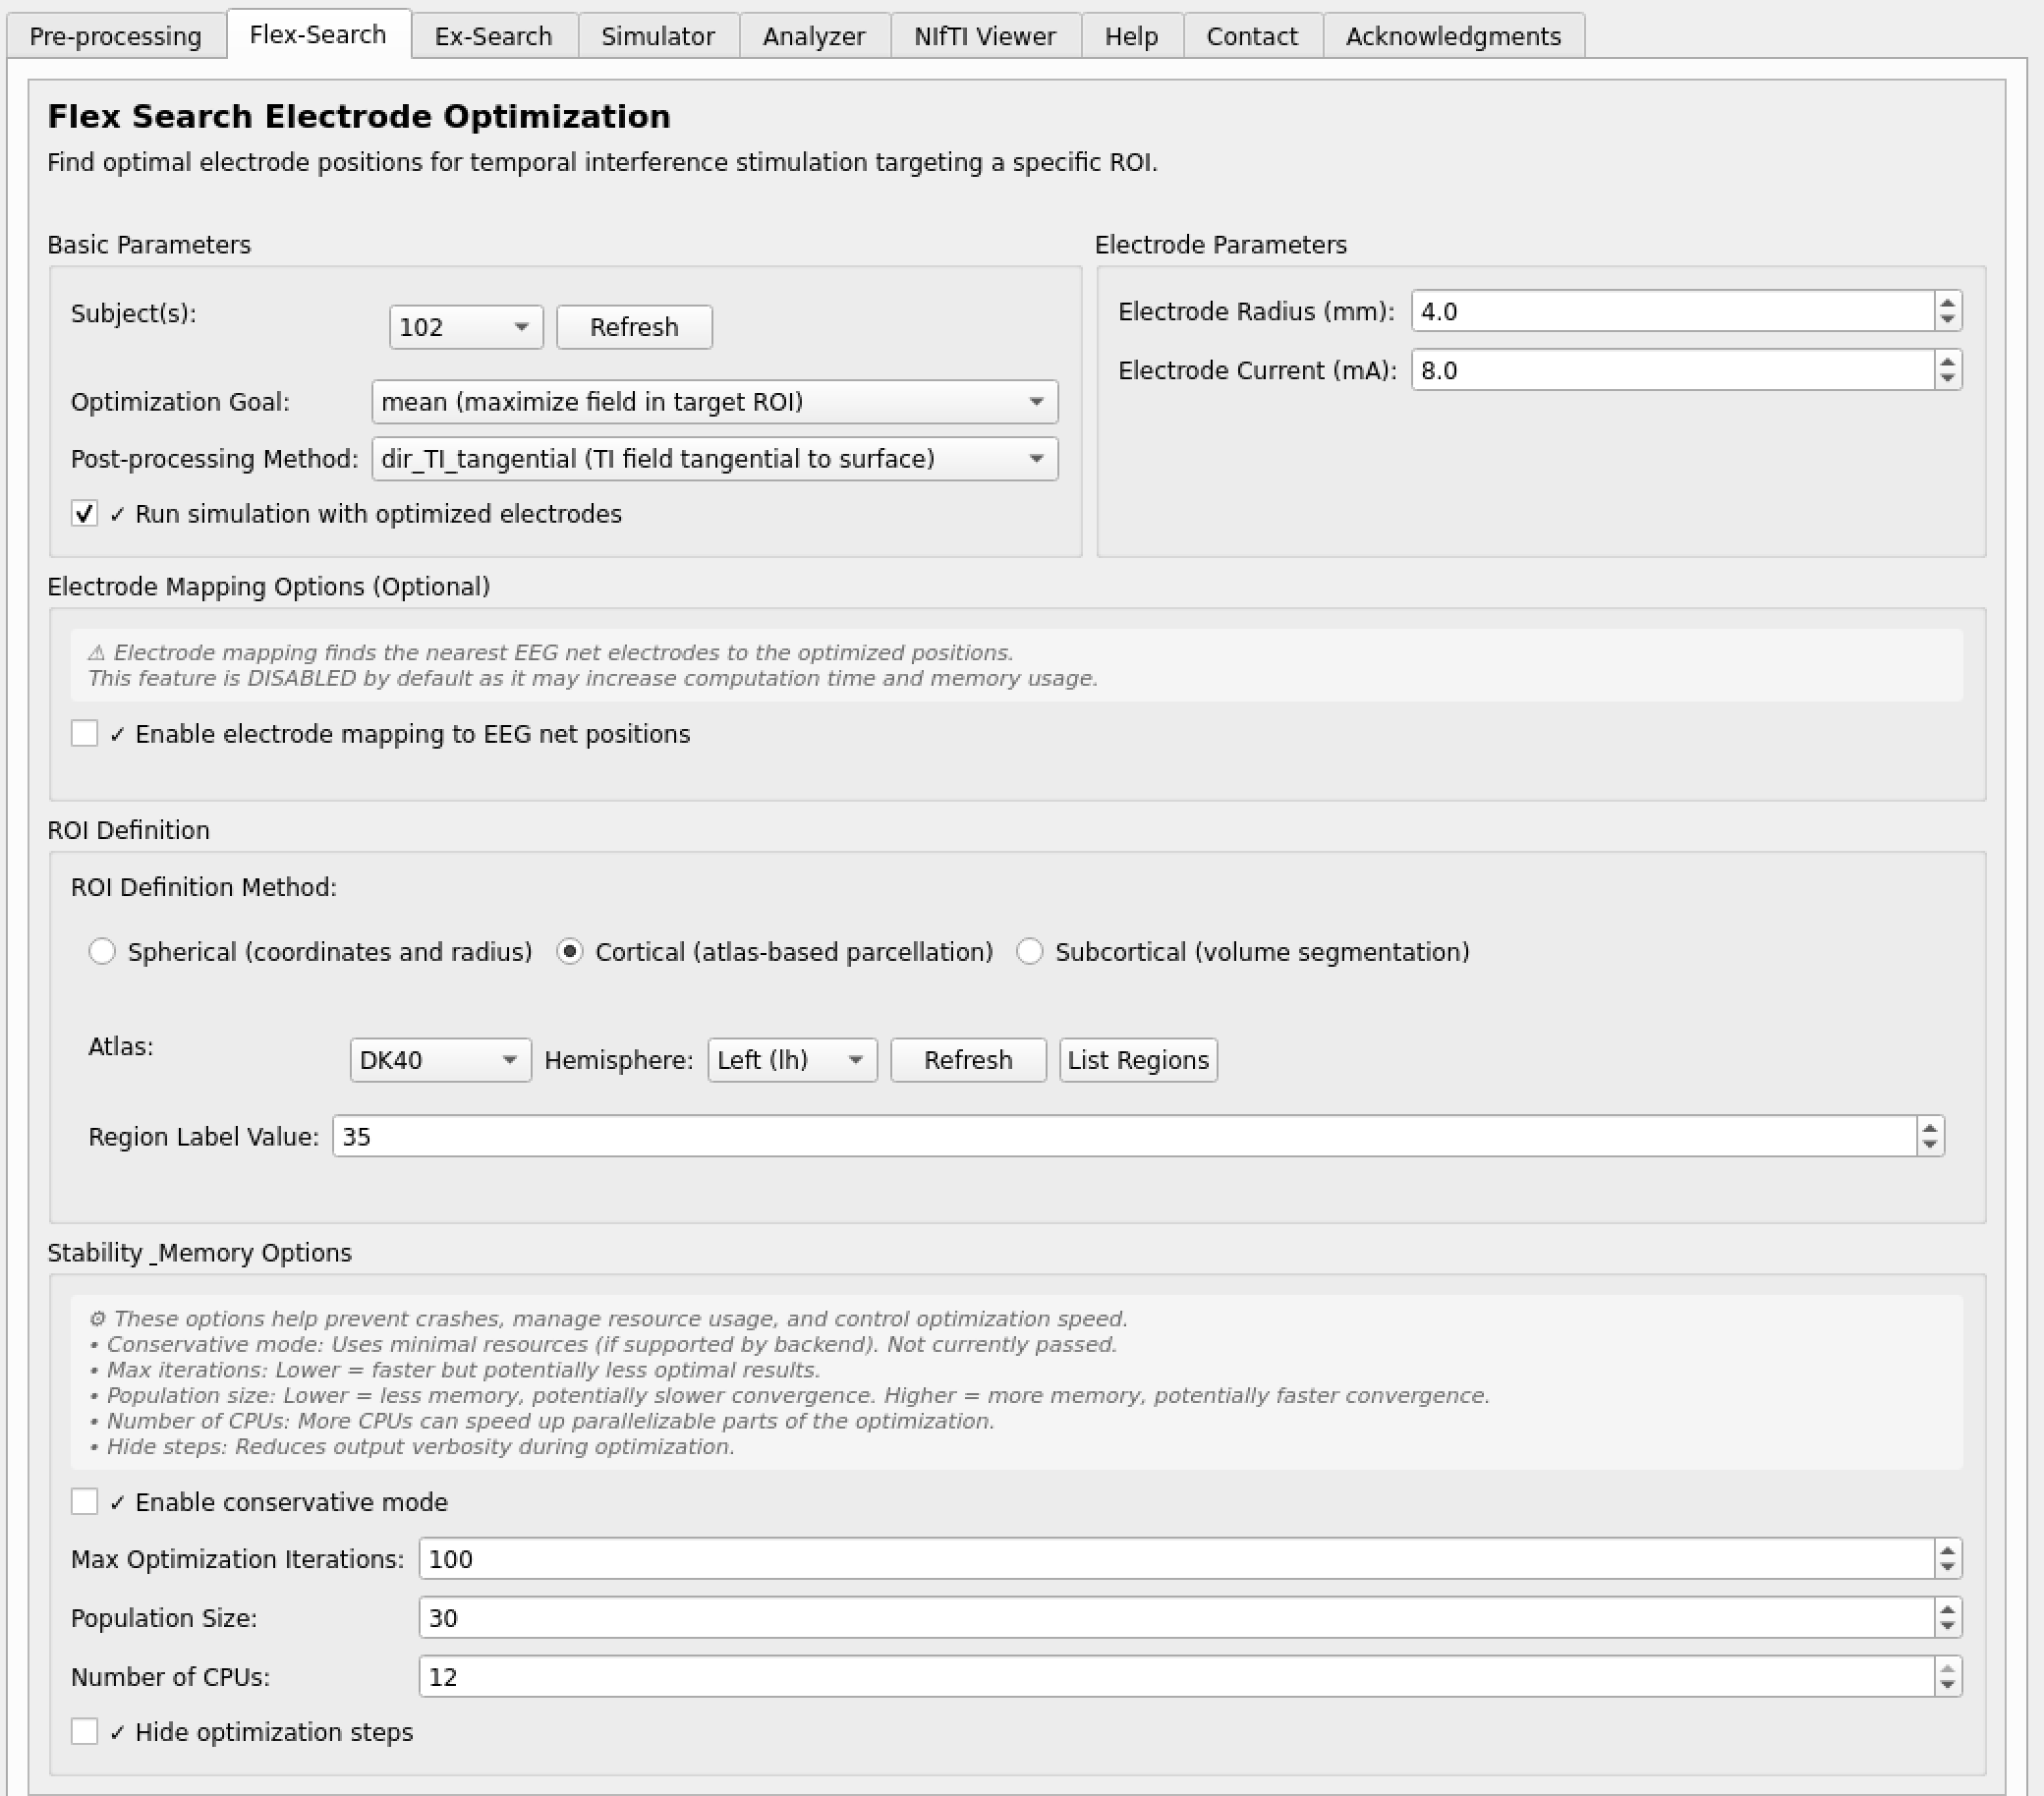 Pre-processing Flex-Search Ex-Search Simulator Analyzer NIfTI Viewer Help Contact Acknowledgments
Flex Search Electrode Optimization
Find optimal electrode positions for temporal interference stimulation targeting a specific ROI.
Basic Parameters
Subject(s): 102 Refresh
Optimization Goal: mean (maximize field in target ROI)
Post-processing Method: dir_TI_tangential (TI field tangential to surface)
✓ Run simulation with optimized electrodes
Electrode Parameters
Electrode Radius (mm): 4.0
Electrode Current (mA): 8.0
Electrode Mapping Options (Optional)
⚠ Electrode mapping finds the nearest EEG net electrodes to the optimized positions.
This feature is DISABLED by default as it may increase computation time and memory usage.
✓ Enable electrode mapping to EEG net positions
ROI Definition
ROI Definition Method:
Spherical (coordinates and radius) Cortical (atlas-based parcellation) Subcortical (volume segmentation)
Atlas: DK40 Hemisphere: Left (lh) Refresh List Regions
Region Label Value: 35
Stability _Memory Options
⚙ These options help prevent crashes, manage resource usage, and control optimization speed.
• Conservative mode: Uses minimal resources (if supported by backend). Not currently passed.
• Max iterations: Lower = faster but potentially less optimal results.
• Population size: Lower = less memory, potentially slower convergence. Higher = more memory, potentially faster convergence.
• Number of CPUs: More CPUs can speed up parallelizable parts of the optimization.
• Hide steps: Reduces output verbosity during optimization.
✓ Enable conservative mode
Max Optimization Iterations: 100
Population Size: 30
Number of CPUs: 12
✓ Hide optimization steps